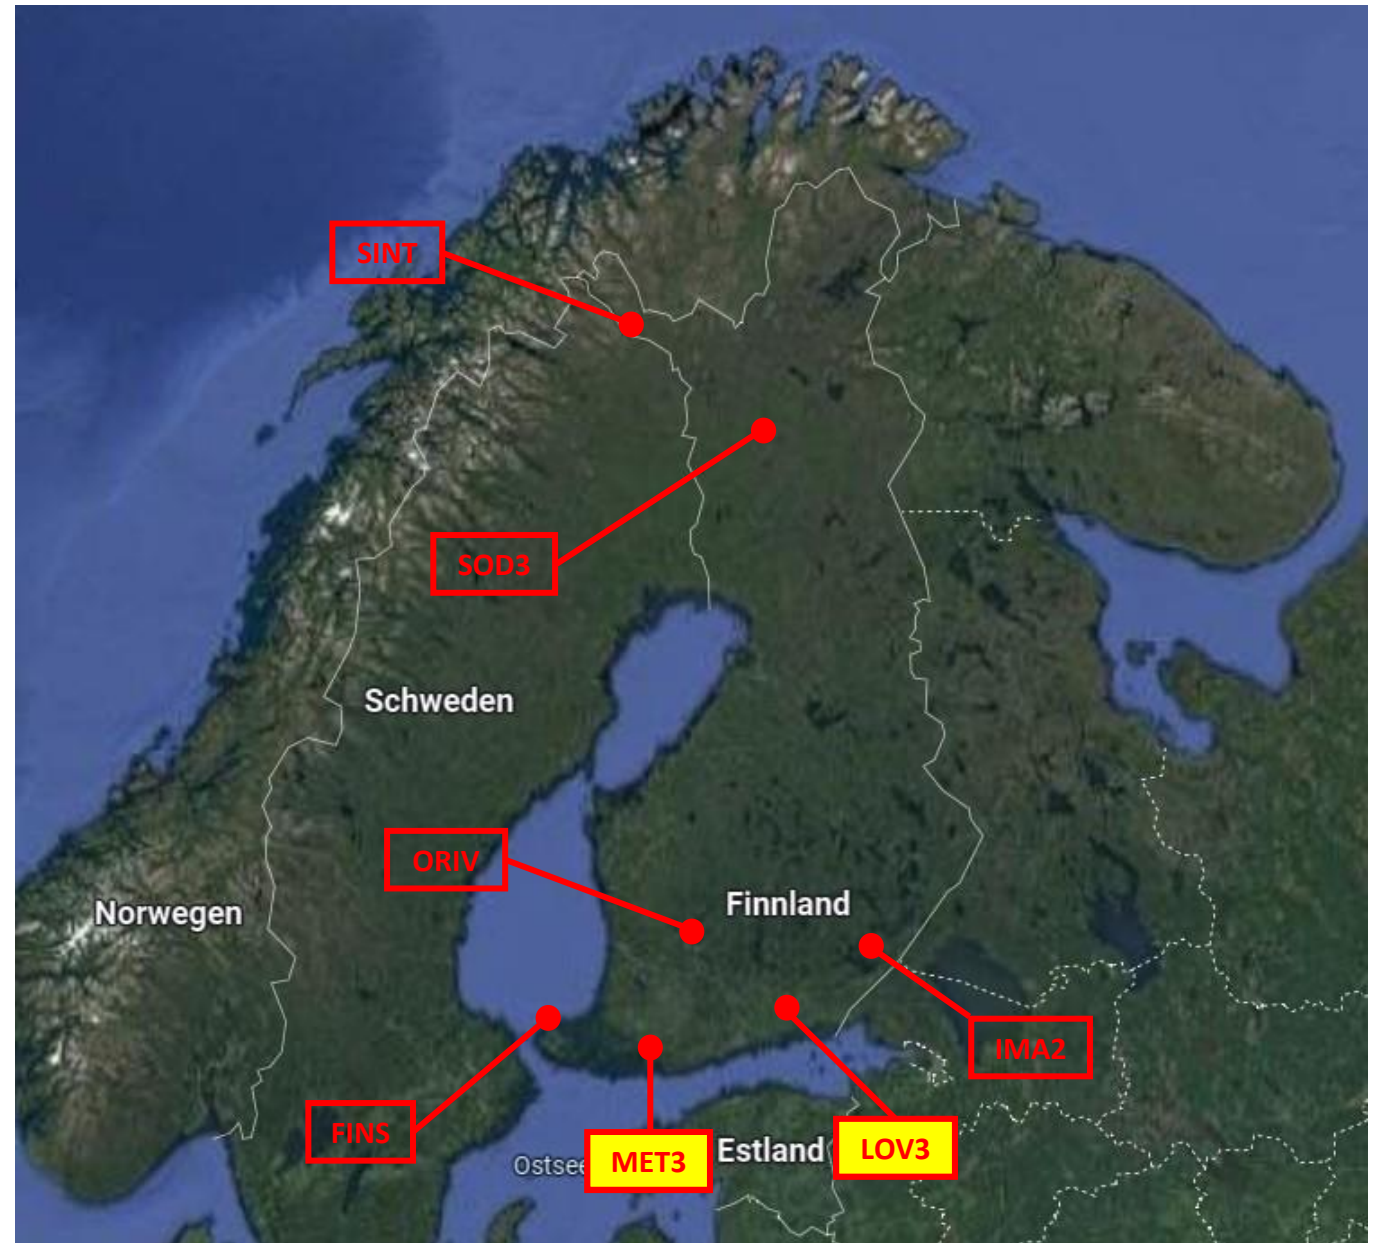 SINT
SOD3
Schweden
ORIV
Finnland
Norwegen
IMA2
FINS
Ostsee
MET3
Estland
LOV3